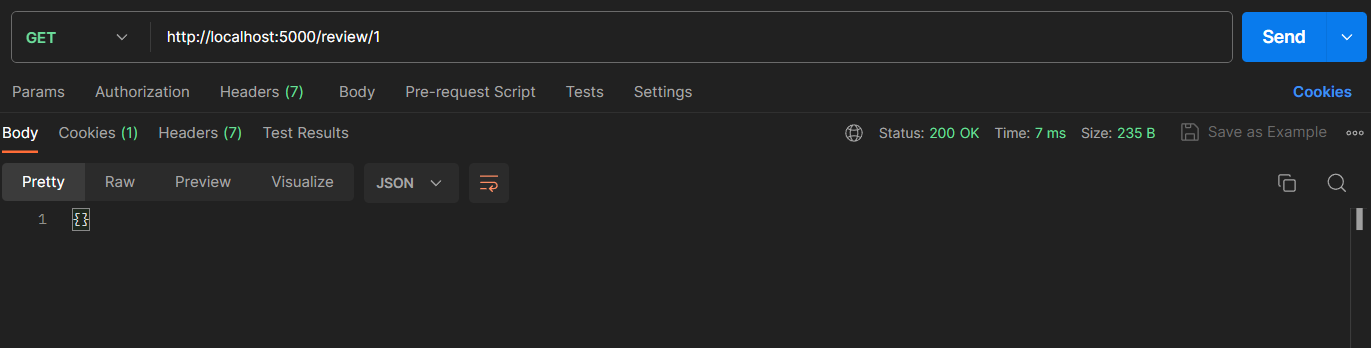 GET http://localhost:5000/review/1 Send
Params Authorization Headers (7) Body Pre-request Script Tests Settings Cookies
Body Cookies (1) Headers (7) Test Results Status: 200 OK Time: 7 ms Size: 235 B Save as Example
Pretty Raw Preview Visualize JSON
1 {}